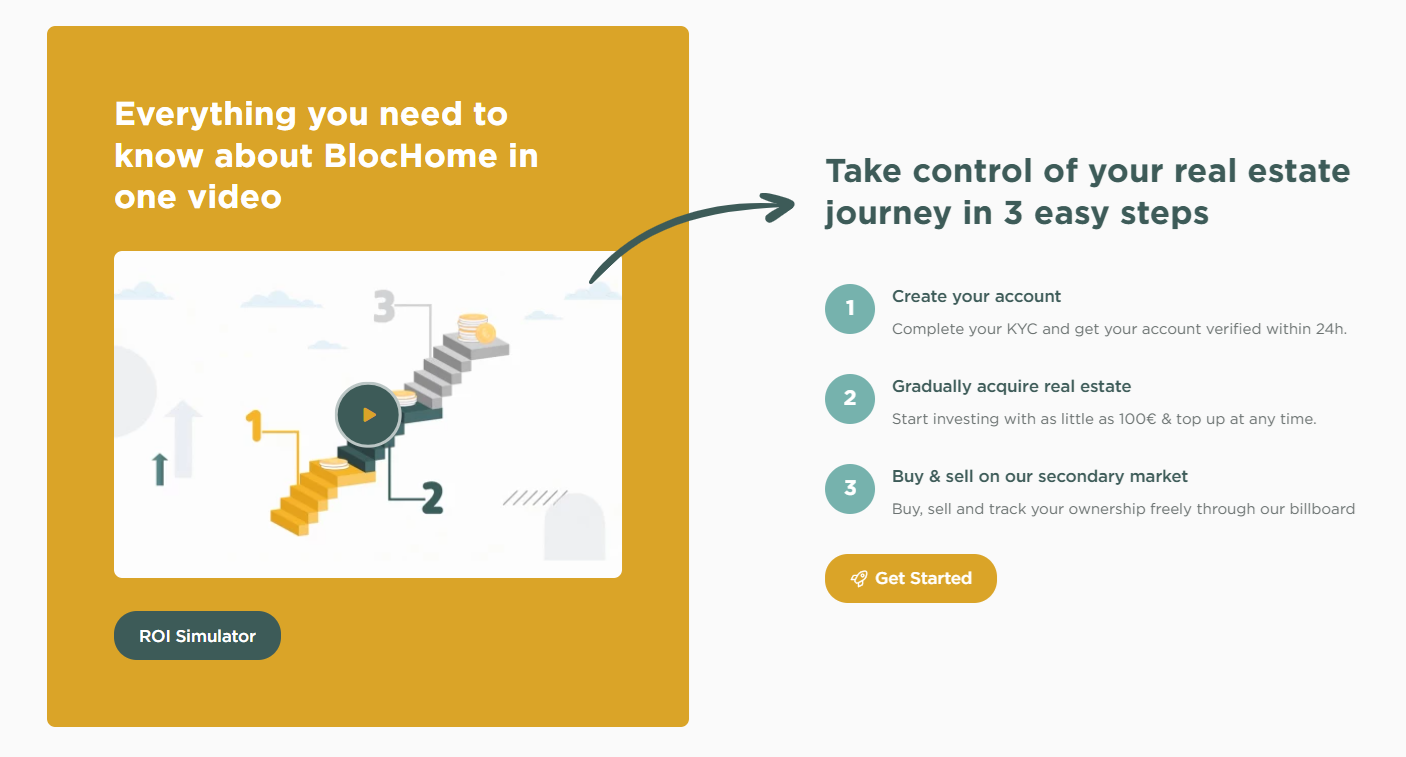 Everything you need to
know about BlocHome in
one video
3
1
2
ROI Simulator
Take control of your real estate
journey in 3 easy steps
1
Create your account
Complete your KYC and get your account verified within 24h.
2
Gradually acquire real estate
Start investing with as little as 100€ & top up at any time.
3
Buy & sell on our secondary market
Buy, sell and track your ownership freely through our billboard
Get Started